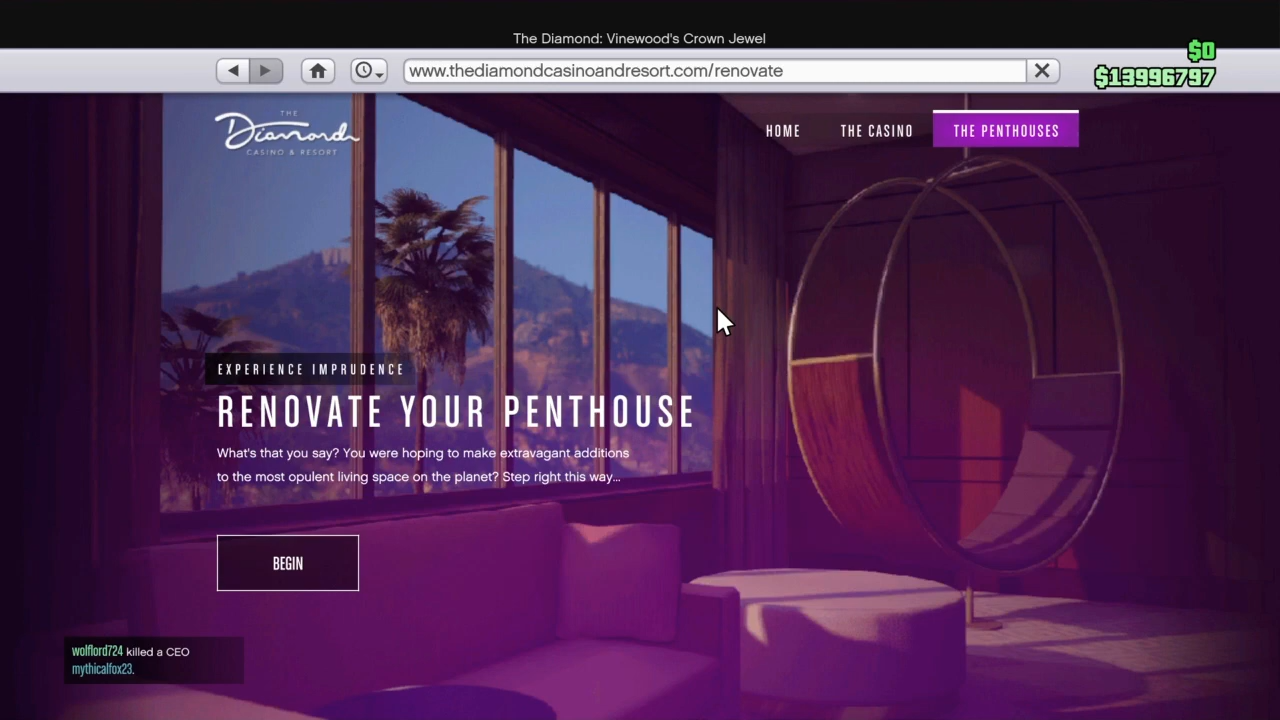 The Diamond: Vinewood's Crown Jewel
$0
www.thediamondcasinoandresort.com/renovate
$13996797
THE
Diamond
CASINO & RESORT
HOME
THE CASINO
THE PENTHOUSES
EXPERIENCE IMPRUDENCE
RENOVATE YOUR PENTHOUSE
What's that you say? You were hoping to make extravagant additions
to the most opulent living space on the planet? Step right this way...
BEGIN
wolflord724 killed a CEO
mythicalfox23.